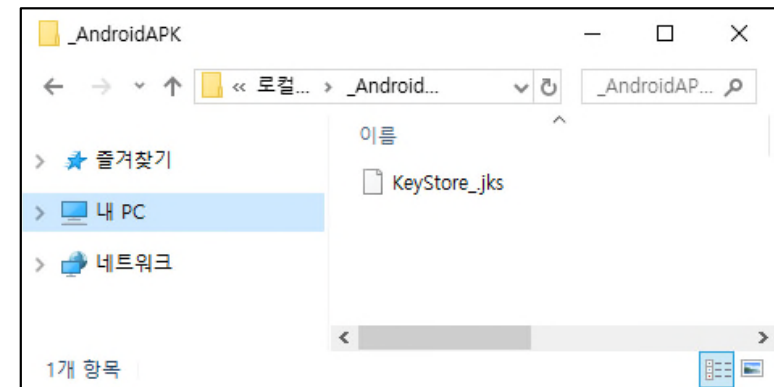 _AndroidAPK
« 로컬... › _Android...
_AndroidAP...
즐겨찾기
내 PC
네트워크
이름
KeyStore_.jks
1개 항목